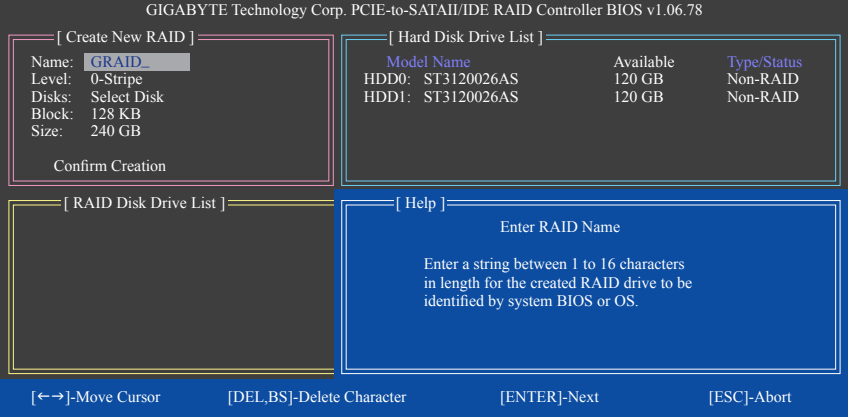 GIGABYTE Technology Corp. PCIE-to-SATAII/IDE RAID Controller BIOS v1.06.78
[ Create New RAID ]
Name: GRAID_
Level: 0-Stripe
Disks: Select Disk
Block: 128 KB
Size: 240 GB
Confirm Creation
[ Hard Disk Drive List ]
Model Name Available Type/Status
HDD0: ST3120026AS 120 GB Non-RAID
HDD1: ST3120026AS 120 GB Non-RAID
[ RAID Disk Drive List ]
[ Help ]
Enter RAID Name
Enter a string between 1 to 16 characters
in length for the created RAID drive to be
identified by system BIOS or OS.
[←→]-Move Cursor [DEL,BS]-Delete Character [ENTER]-Next [ESC]-Abort